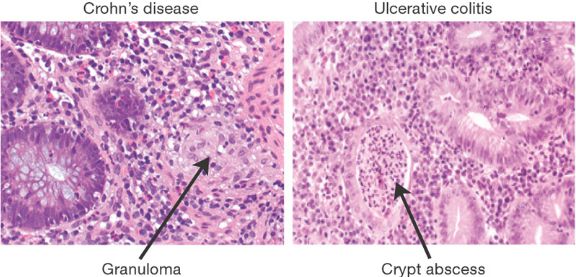 Crohn's disease
Ulcerative colitis
Granuloma
Crypt abscess